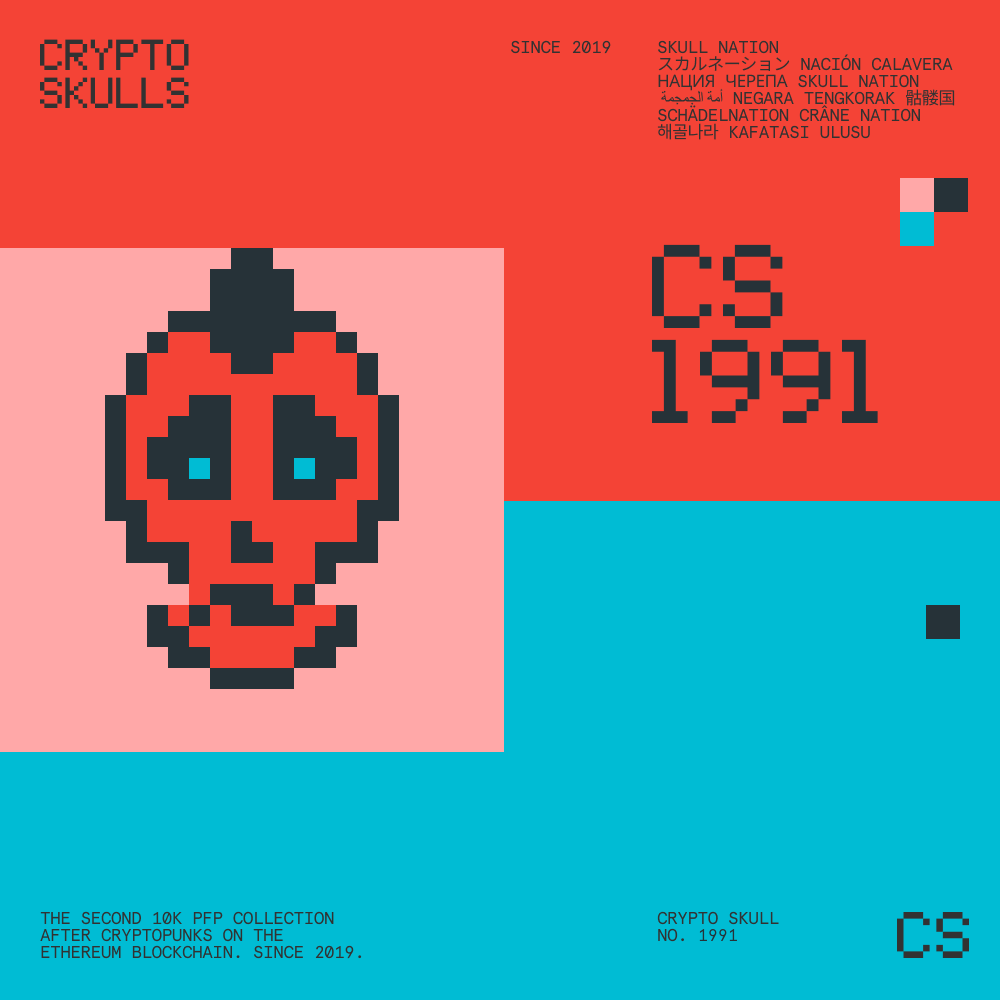 CRYPTO
SKULLS
SINCE 2019
SKULL NATION
スカルネーション NACIÓN CALAVERA
НАЦИЯ ЧЕРЕПА SKULL NATION
أمة الجمجمة NEGARA TENGKORAK 骷髅国
SCHÄDELNATION CRÂNE NATION
해골나라 KAFATASI ULUSU
CS
1991
THE SECOND 10K PFP COLLECTION
AFTER CRYPTOPUNKS ON THE
ETHEREUM BLOCKCHAIN. SINCE 2019.
CRYPTO SKULL
NO. 1991
CS